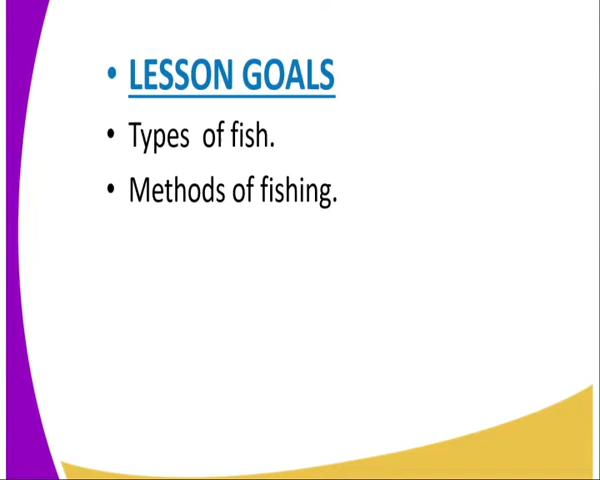 • LESSON GOALS
• Types of fish.
• Methods of fishing.